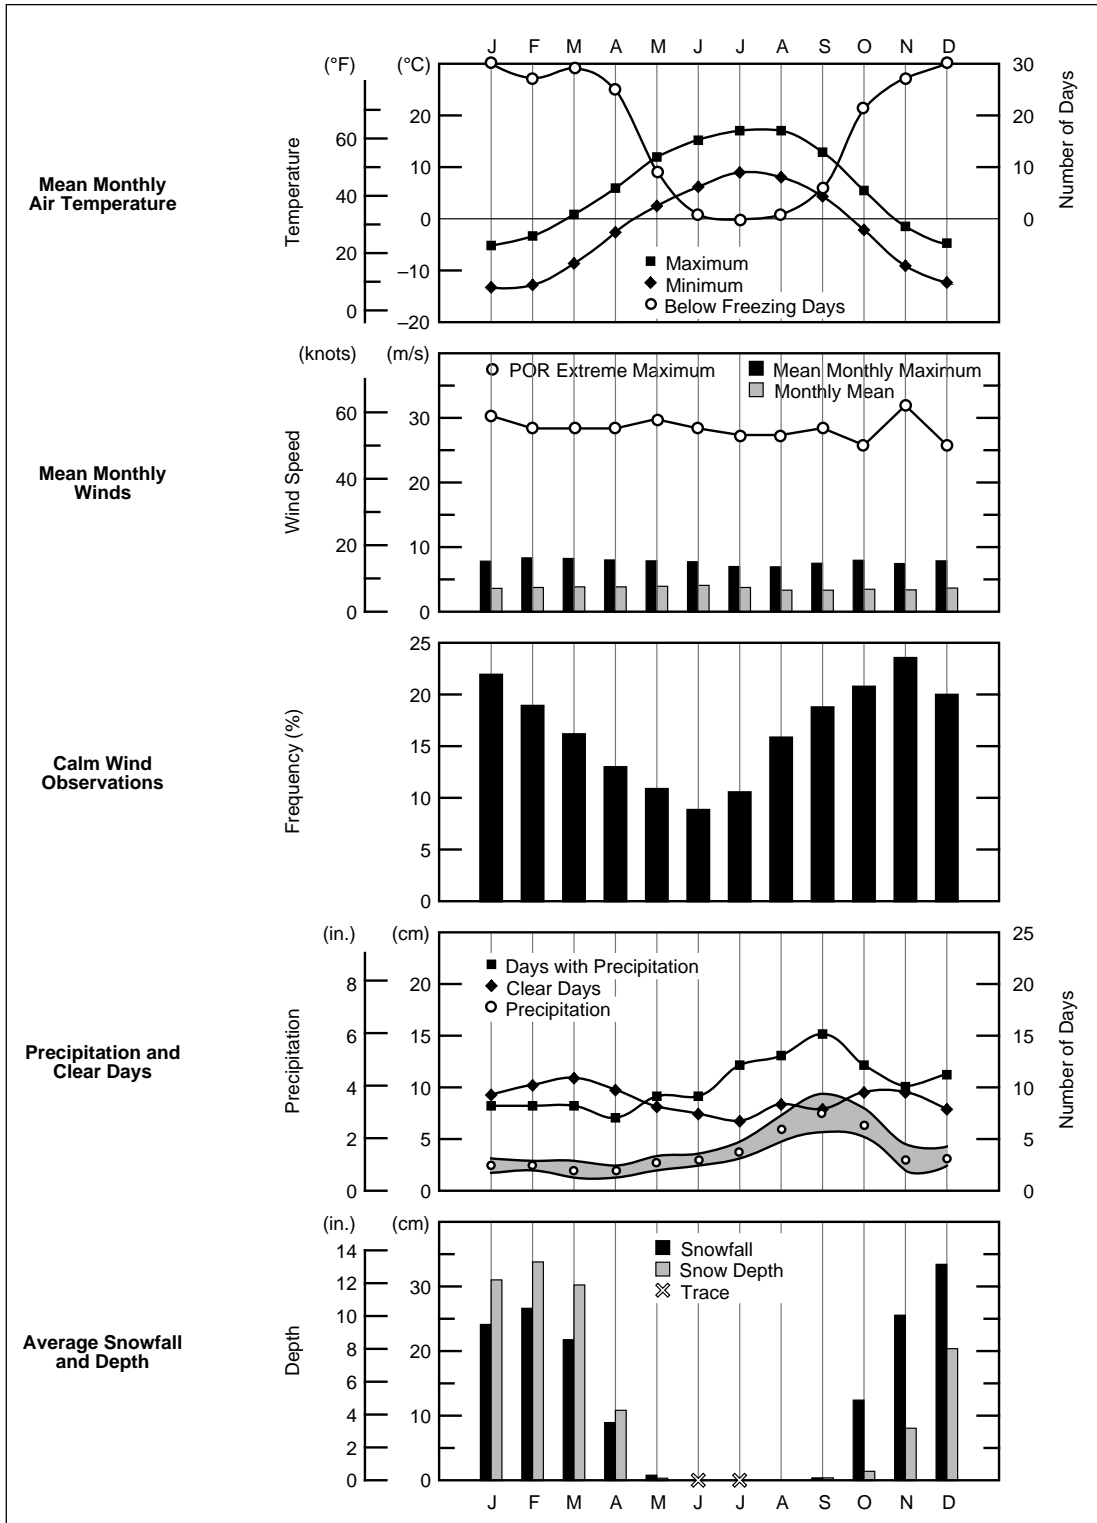 J F M A M J J A S O N D
(°F) (°C)
Mean Monthly
Air Temperature
Temperature
60
40
20
0
20
10
0
–10
–20
30
20
10
0
Number of Days
Maximum
Minimum
Below Freezing Days
(knots) (m/s)
Mean Monthly
Winds
Wind Speed
60
40
20
0
30
20
10
0
POR Extreme Maximum
Mean Monthly Maximum
Monthly Mean
Calm Wind
Observations
Frequency (%)
25
20
15
10
5
0
(in.) (cm)
Precipitation and
Clear Days
Precipitation
8
6
4
2
0
20
15
10
5
0
25
20
15
10
5
0
Number of Days
Days with Precipitation
Clear Days
Precipitation
(in.) (cm)
Average Snowfall
and Depth
Depth
14
12
10
8
6
4
2
0
30
20
10
0
Snowfall
Snow Depth
Trace
J F M A M J J A S O N D